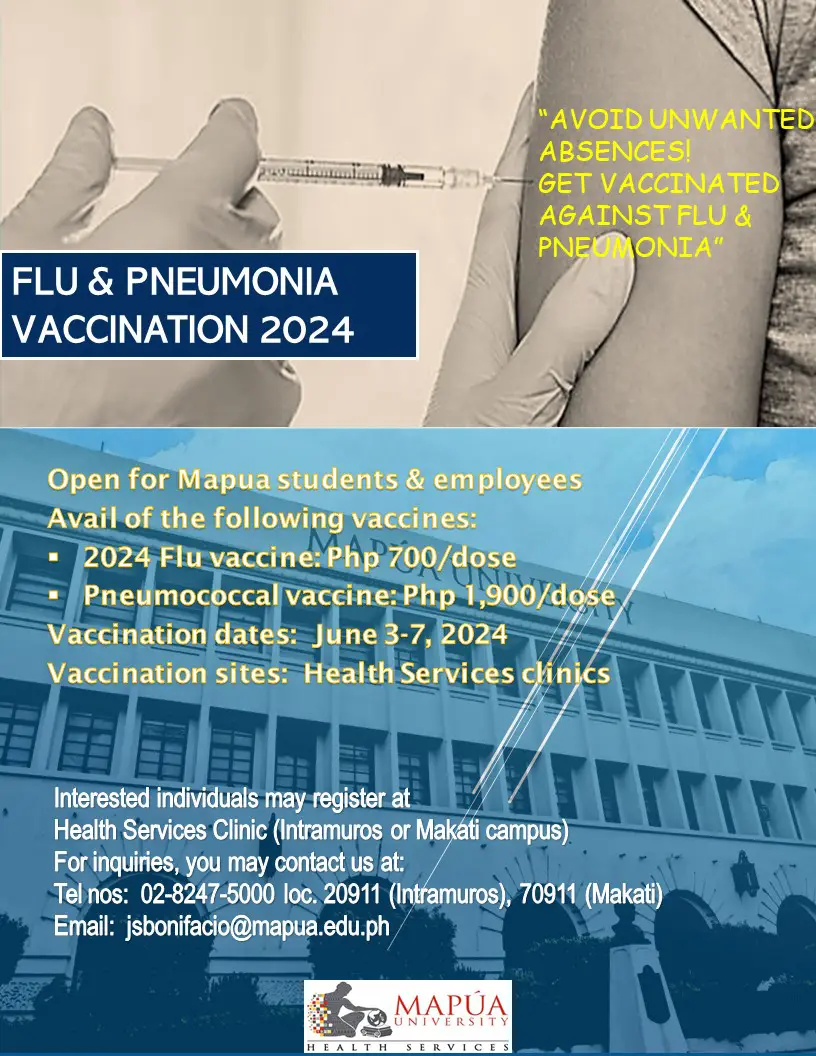 “AVOID UNWANTED
ABSENCES!
GET VACCINATED
AGAINST FLU &
PNEUMONIA”
FLU & PNEUMONIA
VACCINATION 2024
Open for Mapua students & employees
Avail of the following vaccines:
▪ 2024 Flu vaccine: Php 700/dose
▪ Pneumococcal vaccine: Php 1,900/dose
Vaccination dates: June 3-7, 2024
Vaccination sites: Health Services clinics
MAPÚA UNIVERSITY
Interested individuals may register at
Health Services Clinic (Intramuros or Makati campus)
For inquiries, you may contact us at:
Tel nos: 02-8247-5000 loc. 20911 (Intramuros), 70911 (Makati)
Email: jsbonifacio@mapua.edu.ph
MAPÚA
UNIVERSITY
HEALTH SERVICES